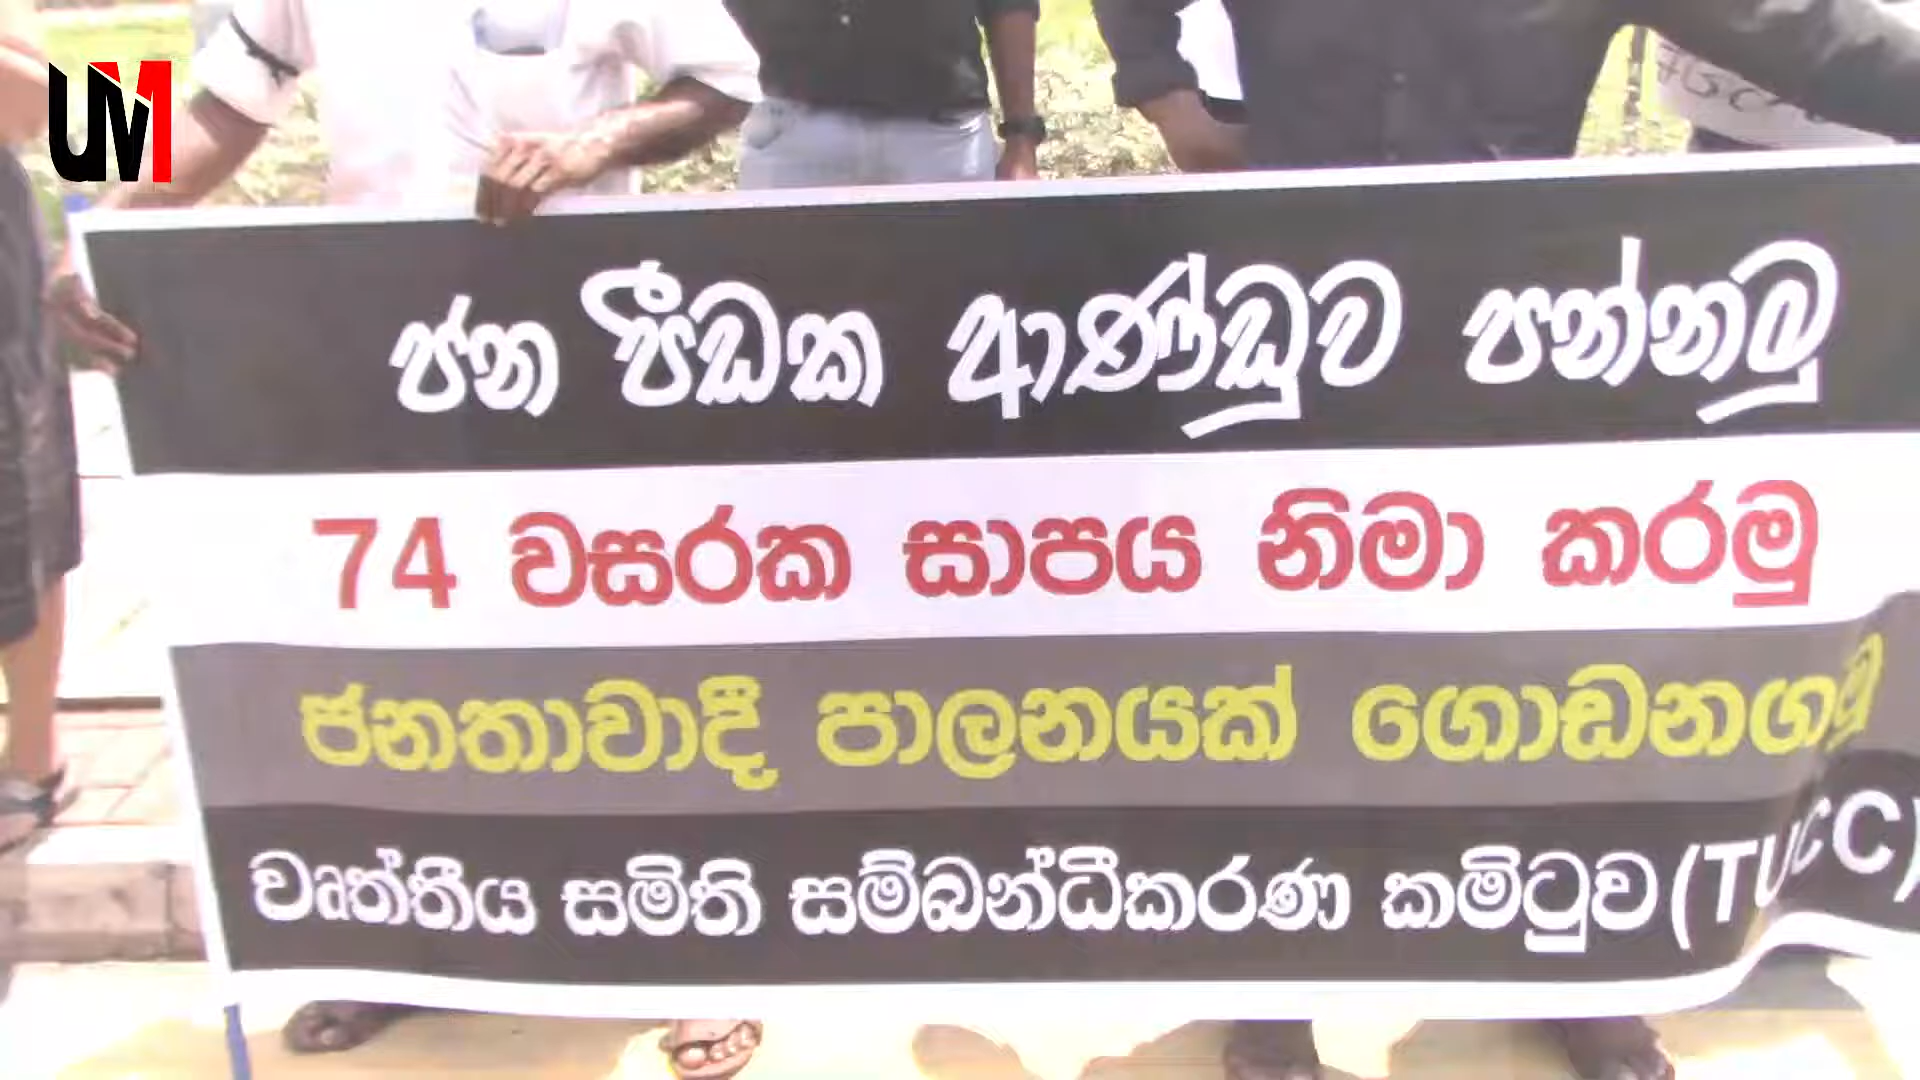 UM
ජන පීඩක ආණ්ඩුව පන්නමු
74 වසරක සාපය නිමා කරමු
ජනතාවාදී පාලනයක් ගොඩනගමු
වෘත්තීය සමිති සම්බන්ධීකරණ කමිටුව (TUCC)